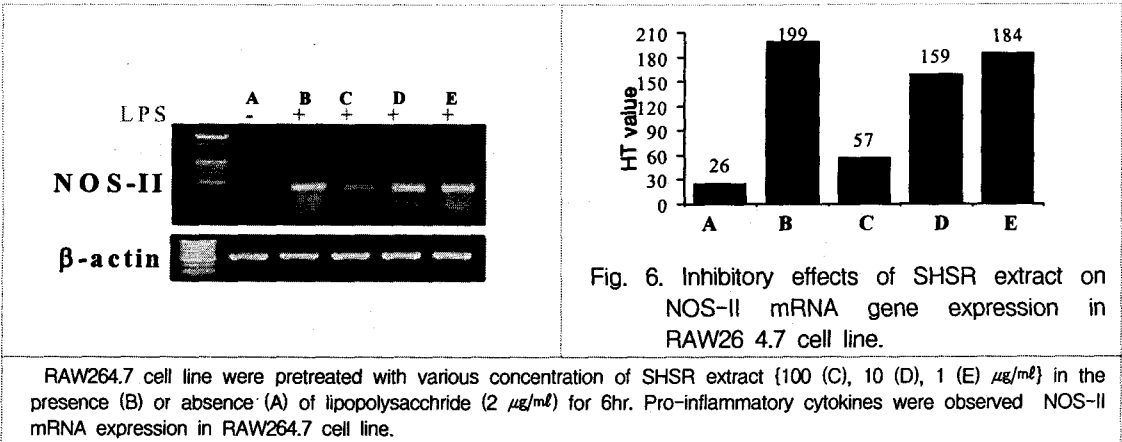 A B C D E
LPS - + + + +
NOS-II
β-actin
210
180
150
120
90
60
30
0
HT value
26
199
57
159
184
A B C D E
Fig. 6. Inhibitory effects of SHSR extract on
NOS-II mRNA gene expression in
RAW26 4.7 cell line.
RAW264.7 cell line were pretreated with various concentration of SHSR extract {100 (C), 10 (D), 1 (E) ㎍/㎖} in the
presence (B) or absence (A) of lipopolysacchride (2 ㎍/㎖) for 6hr. Pro-inflammatory cytokines were observed NOS-II
mRNA expression in RAW264.7 cell line.